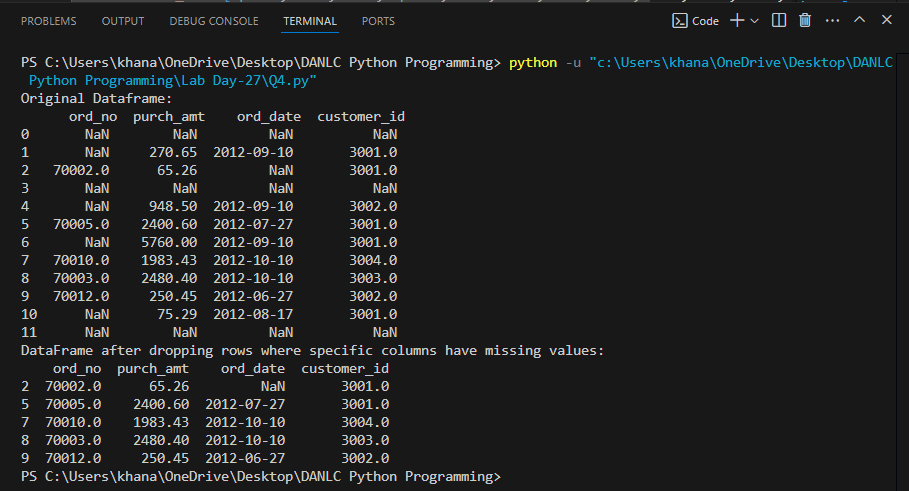 PROBLEMS OUTPUT DEBUG CONSOLE TERMINAL PORTS Code
PS C:\Users\khana\OneDrive\Desktop\DANLC Python Programming> python -u "c:\Users\khana\OneDrive\Desktop\DANLC
Python Programming\Lab Day-27\Q4.py"
Original Dataframe:
ord_no purch_amt ord_date customer_id
0 NaN NaN NaN NaN
1 NaN 270.65 2012-09-10 3001.0
2 70002.0 65.26 NaN 3001.0
3 NaN NaN NaN NaN
4 NaN 948.50 2012-09-10 3002.0
5 70005.0 2400.60 2012-07-27 3001.0
6 NaN 5760.00 2012-09-10 3001.0
7 70010.0 1983.43 2012-10-10 3004.0
8 70003.0 2480.40 2012-10-10 3003.0
9 70012.0 250.45 2012-06-27 3002.0
10 NaN 75.29 2012-08-17 3001.0
11 NaN NaN NaN NaN
DataFrame after dropping rows where specific columns have missing values:
ord_no purch_amt ord_date customer_id
2 70002.0 65.26 NaN 3001.0
5 70005.0 2400.60 2012-07-27 3001.0
7 70010.0 1983.43 2012-10-10 3004.0
8 70003.0 2480.40 2012-10-10 3003.0
9 70012.0 250.45 2012-06-27 3002.0
PS C:\Users\khana\OneDrive\Desktop\DANLC Python Programming>